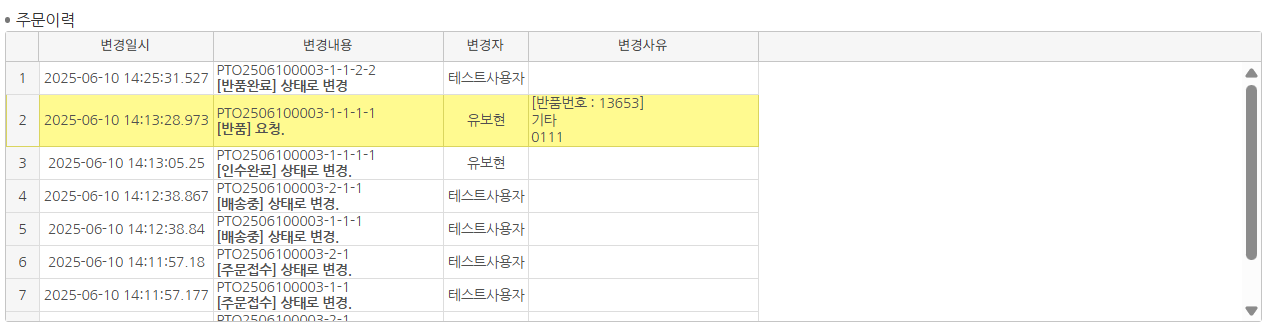 주문이력
변경일시 변경내용 변경자 변경사유
1 2025-06-10 14:25:31.527 PTO2506100003-1-1-2-2 테스트사용자
[반품완료] 상태로 변경
2 2025-06-10 14:13:28.973 PTO2506100003-1-1-1-1 유보현 [반품번호 : 13653]
[반품] 요청. 기타
0111
3 2025-06-10 14:13:05.25 PTO2506100003-1-1-1-1 유보현
[인수완료] 상태로 변경.
4 2025-06-10 14:12:38.867 PTO2506100003-2-1-1 테스트사용자
[배송중] 상태로 변경.
5 2025-06-10 14:12:38.84 PTO2506100003-1-1-1 테스트사용자
[배송중] 상태로 변경.
6 2025-06-10 14:11:57.18 PTO2506100003-2-1 테스트사용자
[주문접수] 상태로 변경.
7 2025-06-10 14:11:57.177 PTO2506100003-1-1 테스트사용자
[주문접수] 상태로 변경.
PTO2506100003-2-1